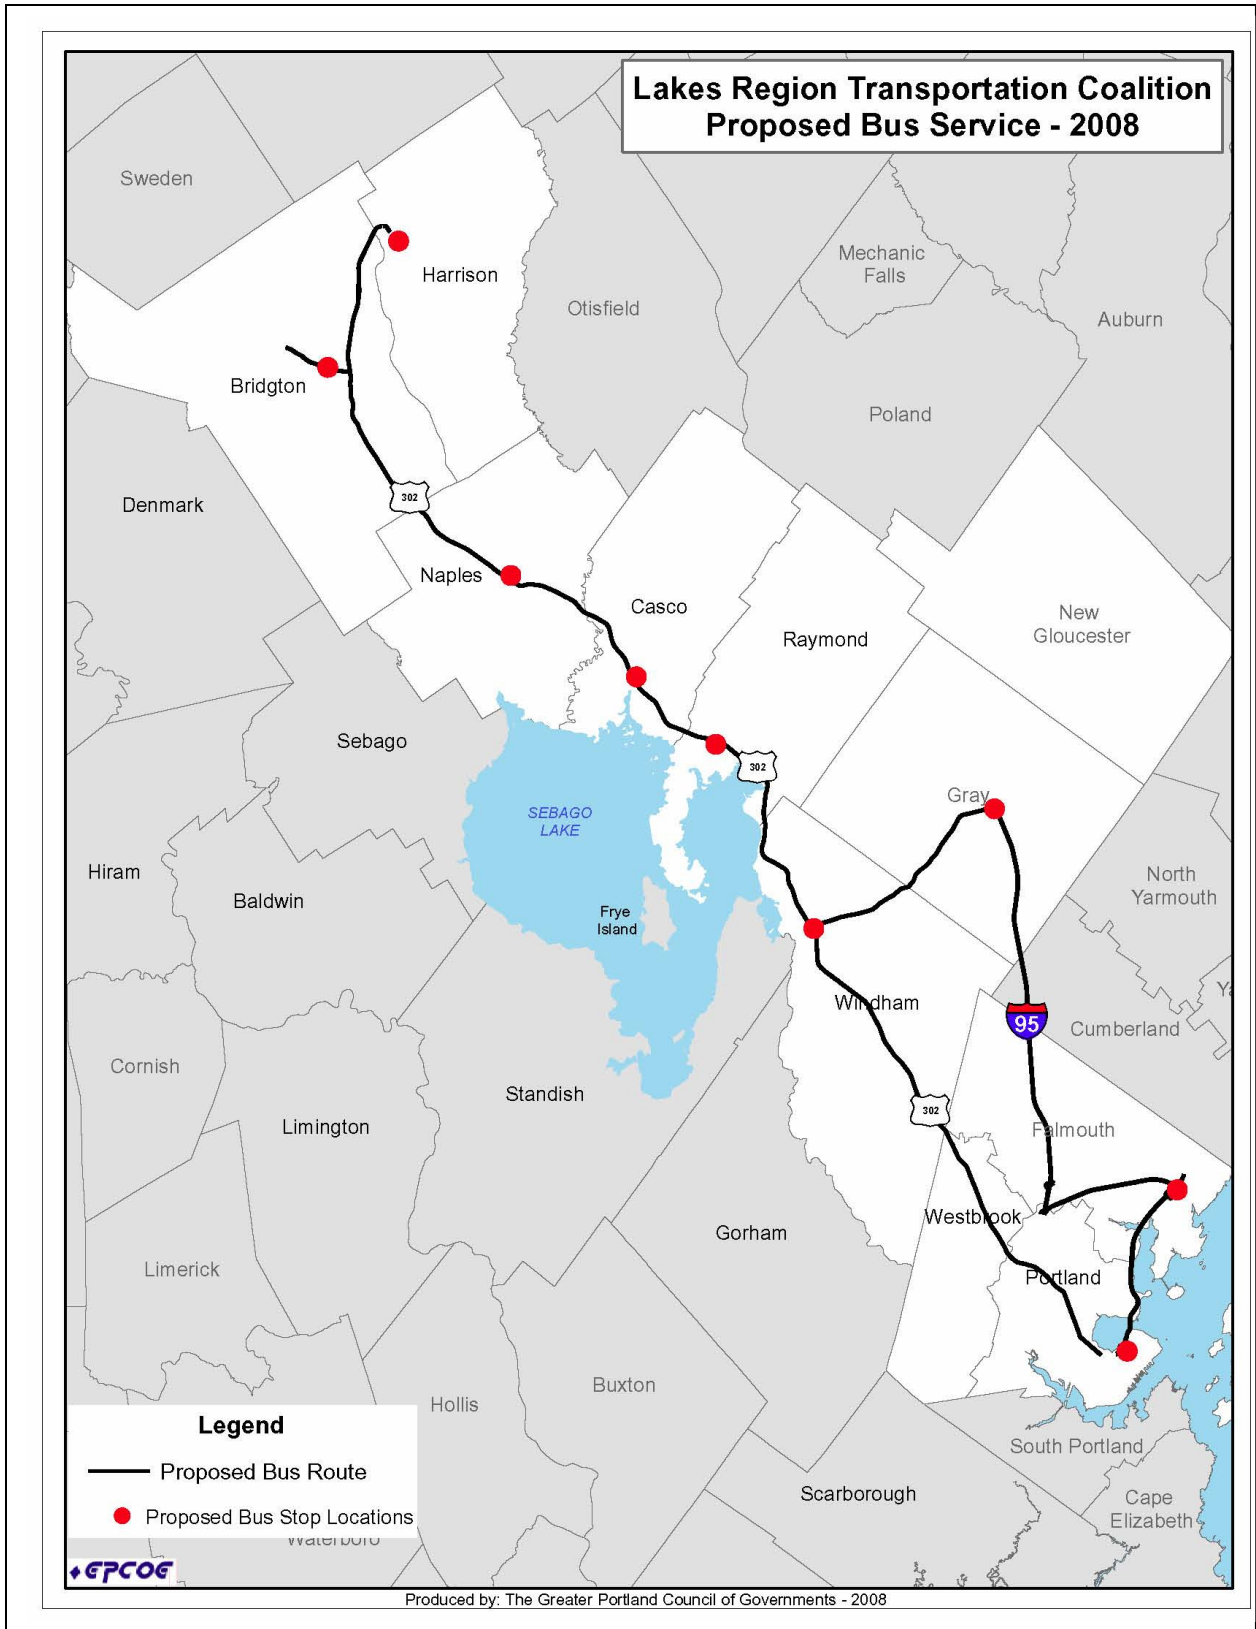 Lakes Region Transportation Coalition
Proposed Bus Service - 2008
Sweden
Harrison
Mechanic
Falls
Otisfield
Auburn
Bridgton
Poland
Denmark
302
Naples
Casco
New
Gloucester
Raymond
Sebago
302
Gray
SEBAGO
LAKE
Hiram
Baldwin
North
Yarmouth
Frye
Island
Windham
95
Cumberland
Cornish
Standish
302
Limington
Falmouth
Westbrook
Gorham
Limerick
Portland
Buxton
Hollis
South Portland
Scarborough
Cape
Elizabeth
Legend
Proposed Bus Route
Proposed Bus Stop Locations
Waterboro
GPCOG
Produced by: The Greater Portland Council of Governments - 2008